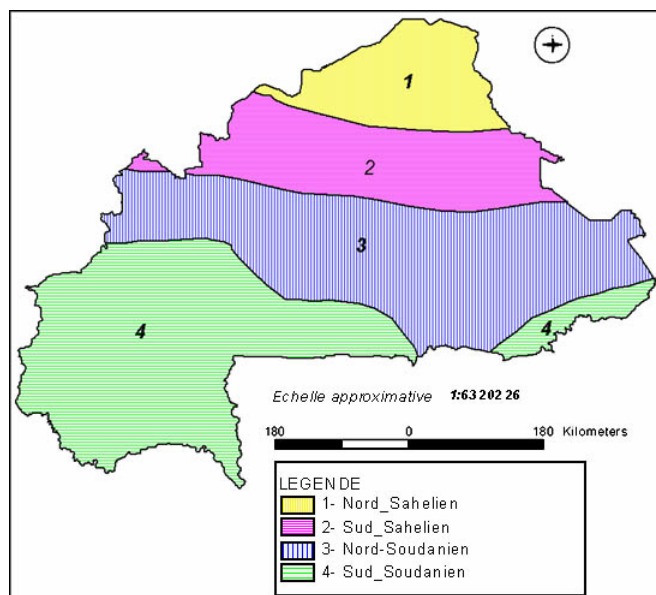 1
2
3
4
4
Echelle approximative 1:63 202 26
180 0 180 Kilometers
LEGENDE
1- Nord_Sahelien
2- Sud_Sahelien
3- Nord-Soudanien
4- Sud_Soudanien